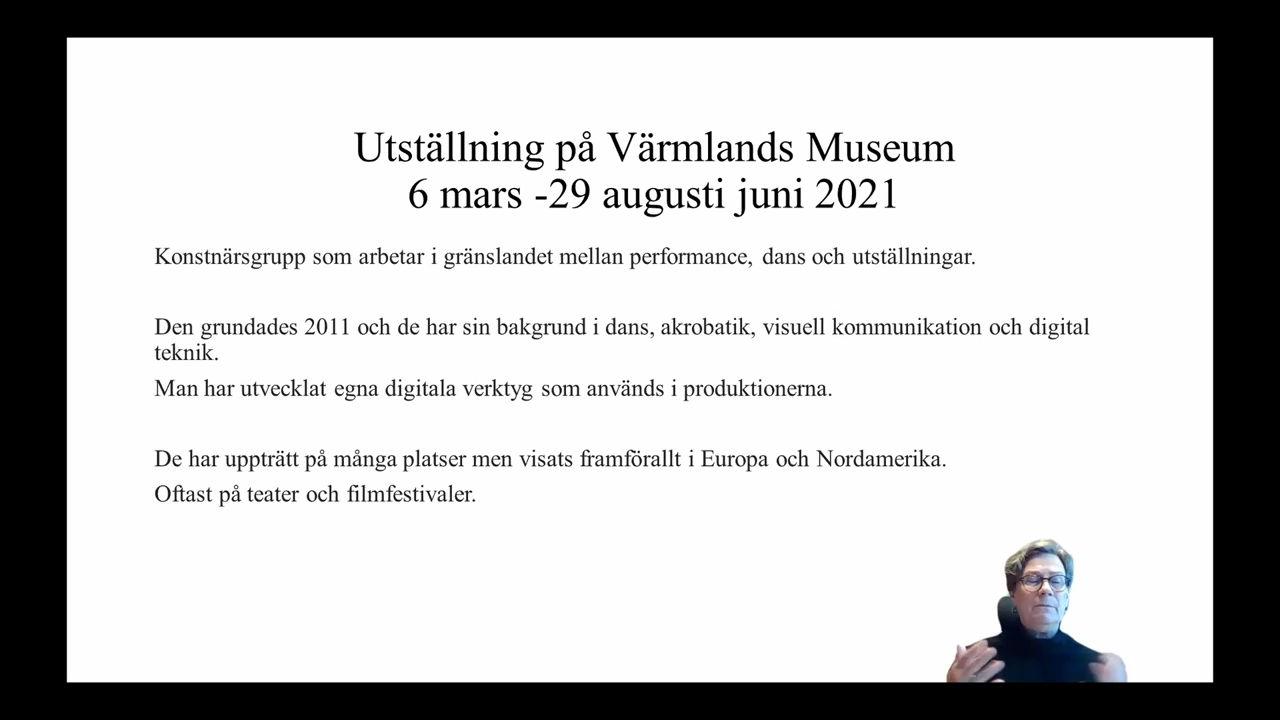 Utställning på Värmlands Museum
6 mars -29 augusti juni 2021
Konstnärsgrupp som arbetar i gränslandet mellan performance, dans och utställningar.
Den grundades 2011 och de har sin bakgrund i dans, akrobatik, visuell kommunikation och digital
teknik.
Man har utvecklat egna digitala verktyg som används i produktionerna.
De har uppträtt på många platser men visats framförallt i Europa och Nordamerika.
Oftast på teater och filmfestivaler.